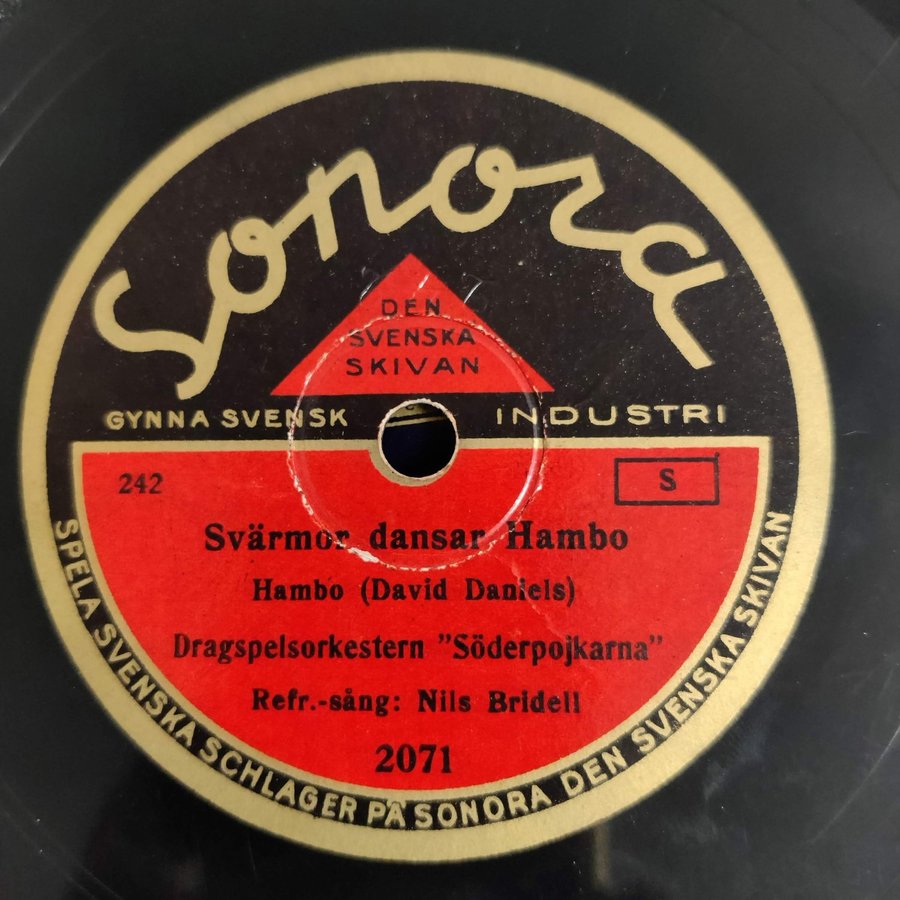 Sonora
DEN
SVENSKA
SKIVAN
GYNNA SVENSK INDUSTRI
242
S
Svärmor dansar Hambo
Hambo (David Daniels)
Dragspelsorkestern "Söderpojkarna"
Refr.-sång: Nils Bridell
2071
SPELA SVENSKA SCHLAGER PÅ SONORA DEN SVENSKA SKIVAN